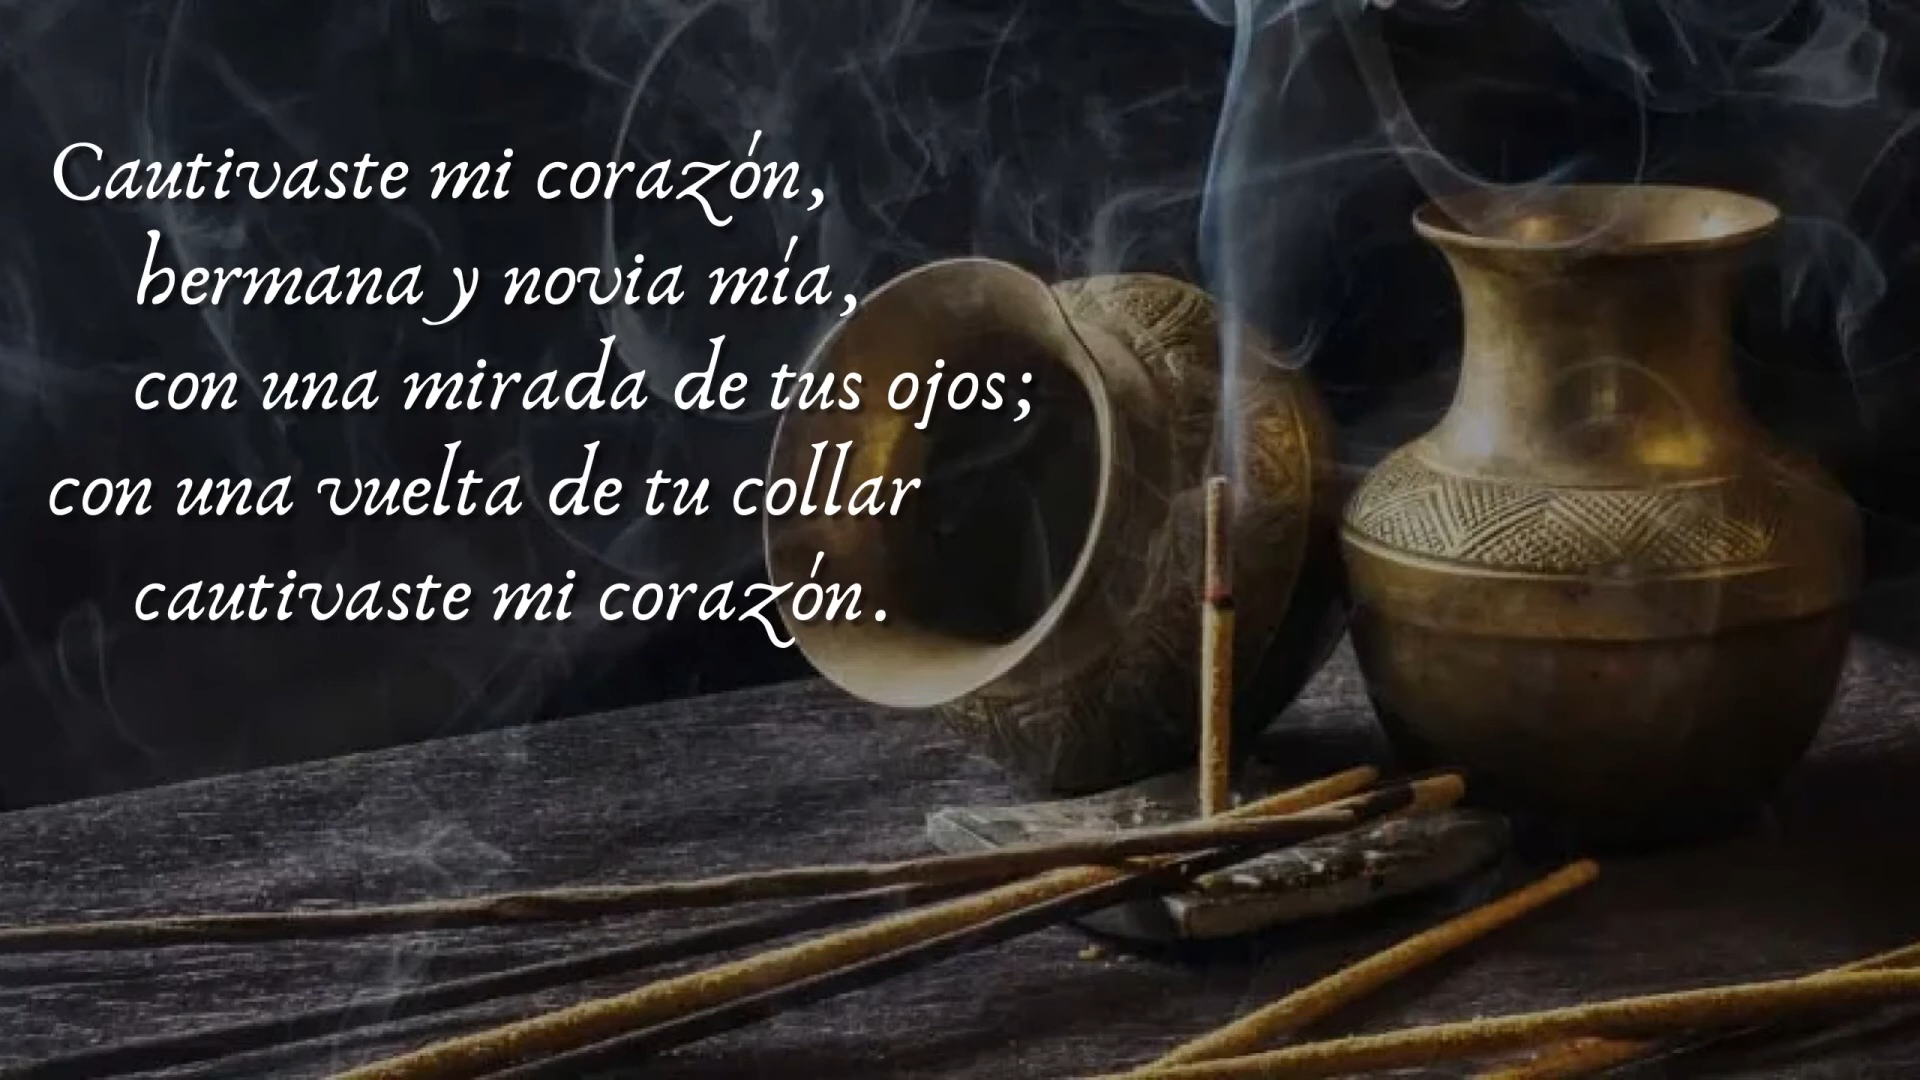 Cautivaste mi corazón,
hermana y novia mía,
con una mirada de tus ojos;
con una vuelta de tu collar
cautivaste mi corazón.